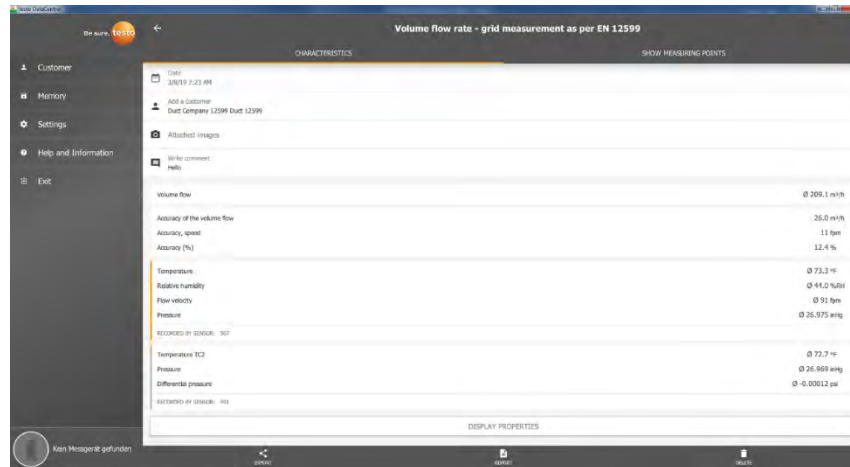 testo DataControl
Be sure. testo
Customer
Memory
Settings
Help and Information
Exit
Kein Messgerät gefunden
Volume flow rate - grid measurement as per EN 12599
CHARACTERISTICS
SHOW MEASURING POINTS
Date
3/8/19 7:23 AM
Add a customer
Duct Company 12599 Duct 12599
Attached images
Write comment
Hello
Volume flow Ø 209.1 m³/h
Accuracy of the volume flow 26.0 m³/h
Accuracy, speed 11 fpm
Accuracy (%) 12.4 %
Temperature Ø 73.3 °F
Relative humidity Ø 44.0 %RH
Flow velocity Ø 91 fpm
Pressure Ø 26.975 inHg
RECORDED BY SENSOR: 567
Temperature TC2 Ø 72.7 °F
Pressure Ø 26.969 inHg
Differential pressure Ø -0.00012 psi
RECORDED BY SENSOR:
DISPLAY PROPERTIES
EXPORT
REPORT
DELETE